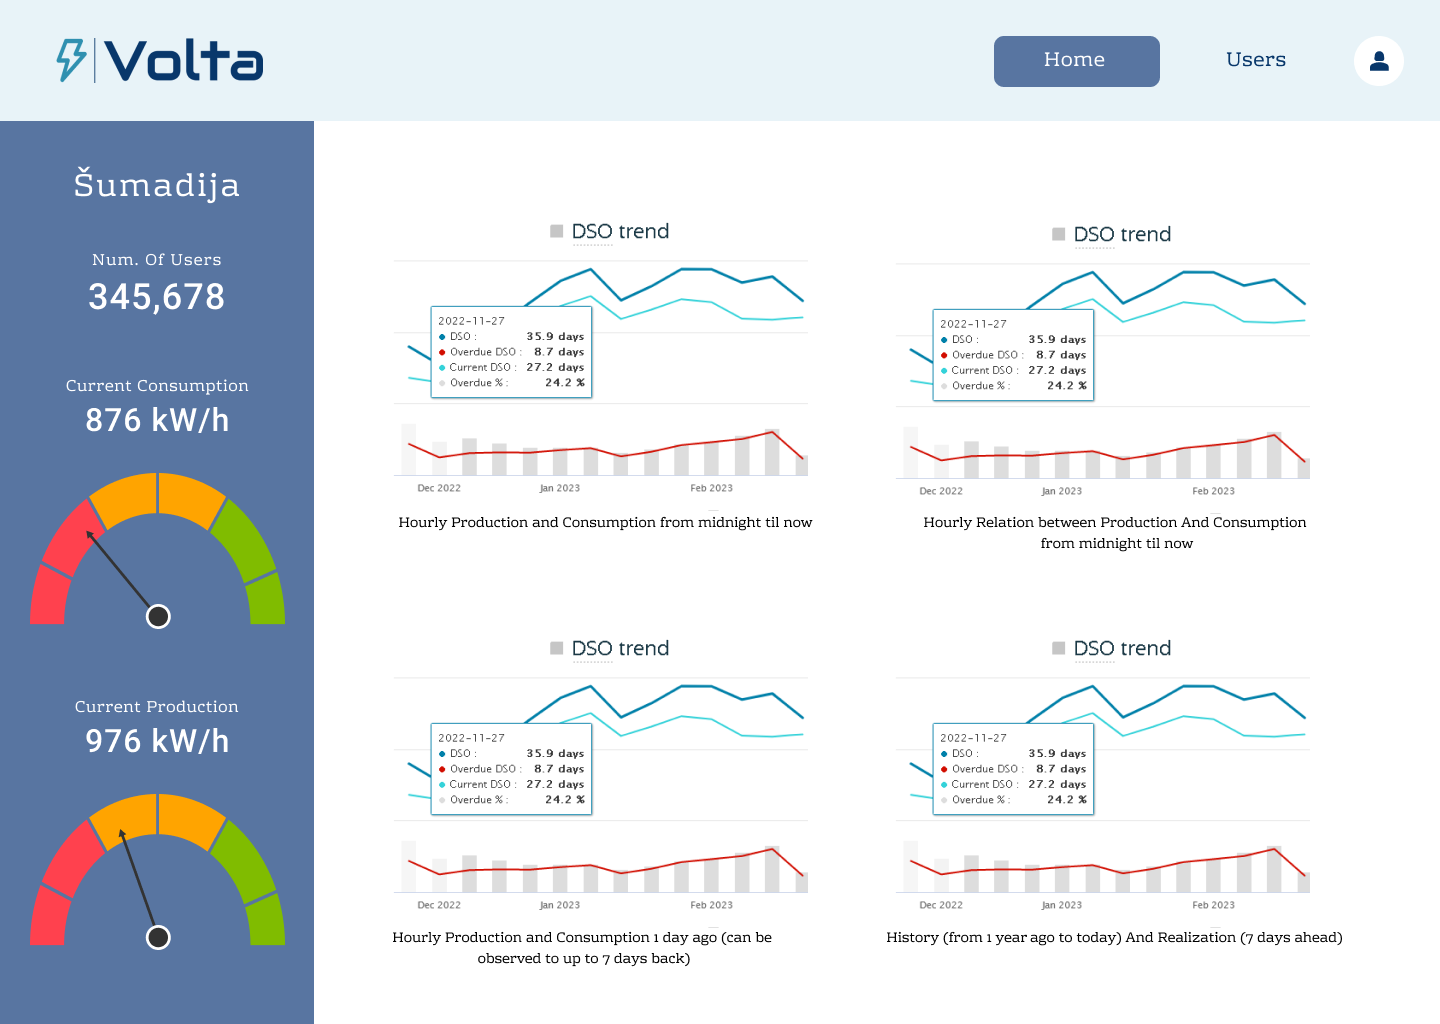 Volta
Home
Users
Šumadija
Num. Of Users
345,678
Current Consumption
876 kW/h
Current Production
976 kW/h
DSO trend
2022-11-27
DSO : 35.9 days
Overdue DSO : 8.7 days
Current DSO : 27.2 days
Overdue % : 24.2 %
Dec 2022 Jan 2023 Feb 2023
Hourly Production and Consumption from midnight til now
DSO trend
2022-11-27
DSO : 35.9 days
Overdue DSO : 8.7 days
Current DSO : 27.2 days
Overdue % : 24.2 %
Dec 2022 Jan 2023 Feb 2023
Hourly Relation between Production And Consumption
from midnight til now
DSO trend
2022-11-27
DSO : 35.9 days
Overdue DSO : 8.7 days
Current DSO : 27.2 days
Overdue % : 24.2 %
Dec 2022 Jan 2023 Feb 2023
Hourly Production and Consumption 1 day ago (can be
observed to up to 7 days back)
DSO trend
2022-11-27
DSO : 35.9 days
Overdue DSO : 8.7 days
Current DSO : 27.2 days
Overdue % : 24.2 %
Dec 2022 Jan 2023 Feb 2023
History (from 1 year ago to today) And Realization (7 days ahead)